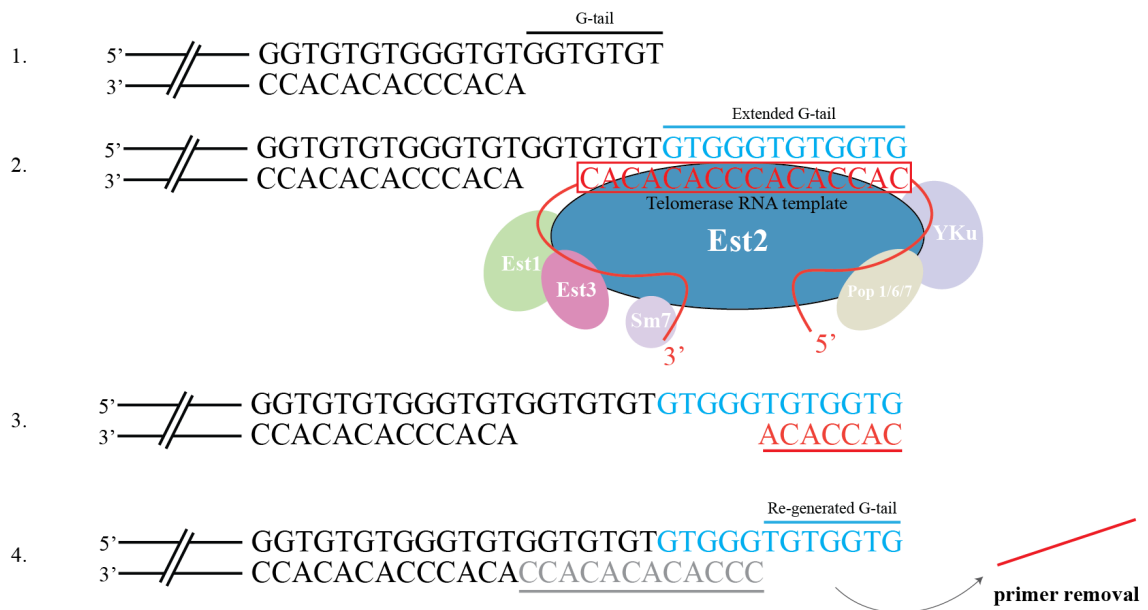 G-tail
1.
5’ GGTGTGTGGGTGTGGTGTGT
3’ CCACACACCCACA
Extended G-tail
2.
5’ GGTGTGTGGGTGTGGTGTGTGTGGGTGTGGTG
3’ CCACACACCCACA CACACACCCACACCAC
Telomerase RNA template
Est2
YKu
Est1
Est3
Pop 1/6/7
Sm7
3’
5’
3.
5’ GGTGTGTGGGTGTGGTGTGTGTGGGTGTGGTG
3’ CCACACACCCACA ACACCAC
Re-generated G-tail
4.
5’ GGTGTGTGGGTGTGGTGTGTGTGGGTGTGGTG
3’ CCACACACCCACACCACACACACCC
primer removal